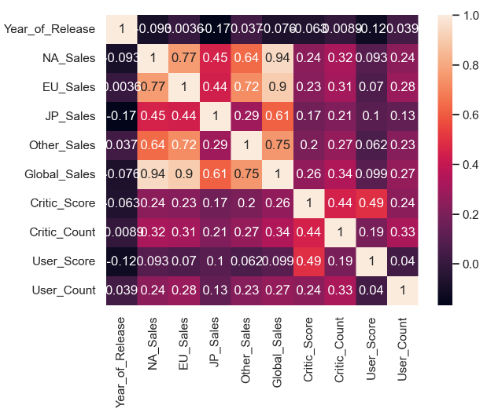 Year_of_Release 1 -0.093 0.0036 -0.17 0.037 -0.076 -0.063 0.0089 -0.12 0.039 1.0
NA_Sales -0.093 1 0.77 0.45 0.64 0.94 0.24 0.32 0.093 0.24
EU_Sales 0.0036 0.77 1 0.44 0.72 0.9 0.23 0.31 0.07 0.28 0.8
JP_Sales -0.17 0.45 0.44 1 0.29 0.61 0.17 0.21 0.1 0.13 0.6
Other_Sales 0.037 0.64 0.72 0.29 1 0.75 0.2 0.27 0.062 0.23
Global_Sales -0.076 0.94 0.9 0.61 0.75 1 0.26 0.34 0.099 0.27 0.4
Critic_Score -0.063 0.24 0.23 0.17 0.2 0.26 1 0.44 0.49 0.24
Critic_Count 0.0089 0.32 0.31 0.21 0.27 0.34 0.44 1 0.19 0.33 0.2
User_Score -0.12 0.093 0.07 0.1 0.062 0.099 0.49 0.19 1 0.04 0.0
User_Count 0.039 0.24 0.28 0.13 0.23 0.27 0.24 0.33 0.04 1
Year_of_Release
NA_Sales
EU_Sales
JP_Sales
Other_Sales
Global_Sales
Critic_Score
Critic_Count
User_Score
User_Count